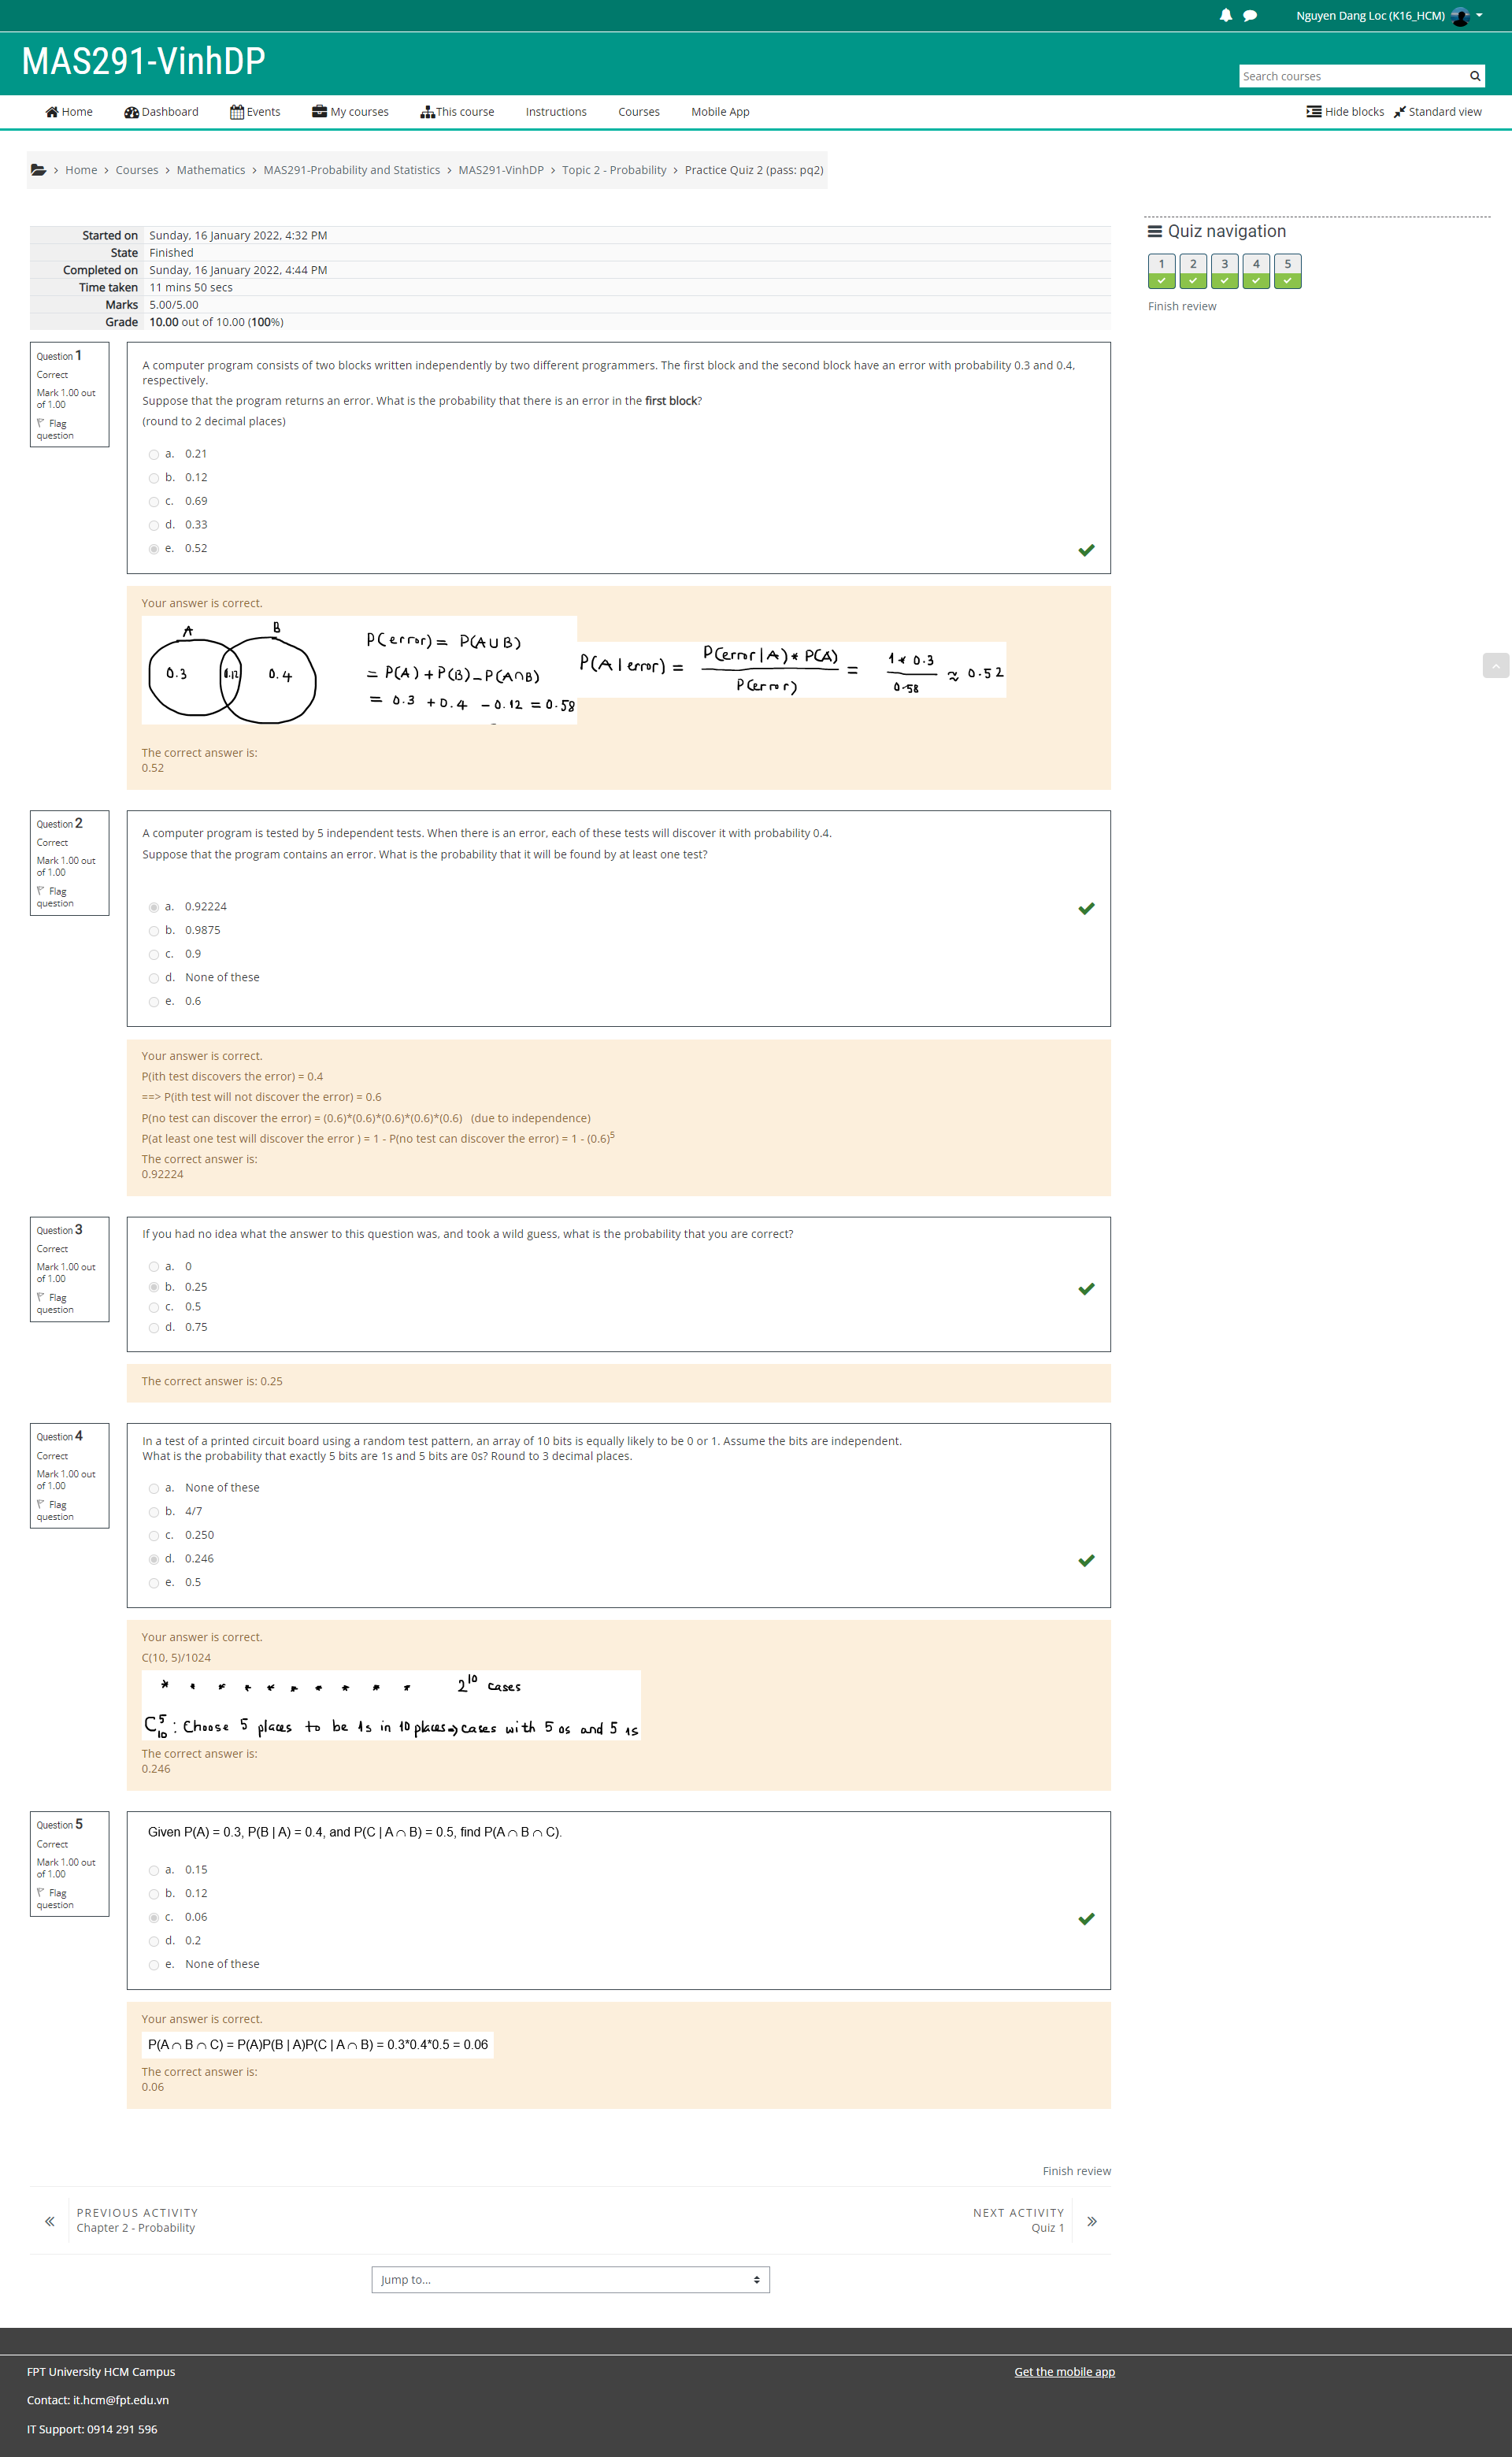 Nguyen Dang Loc (K16_HCM)
MAS291-VinhDP
Search courses
Home Dashboard Events My courses This course Instructions Courses Mobile App Hide blocks Standard view
Home > Courses > Mathematics > MAS291-Probability and Statistics > MAS291-VinhDP > Topic 2 - Probability > Practice Quiz 2 (pass: pq2)
Started on Sunday, 16 January 2022, 4:32 PM
State Finished
Completed on Sunday, 16 January 2022, 4:44 PM
Time taken 11 mins 50 secs
Marks 5.00/5.00
Grade 10.00 out of 10.00 (100%)
Quiz navigation
1 2 3 4 5
Finish review
Question 1
Correct
Mark 1.00 out
of 1.00
Flag
question
A computer program consists of two blocks written independently by two different programmers. The first block and the second block have an error with probability 0.3 and 0.4,
respectively.
Suppose that the program returns an error. What is the probability that there is an error in the first block?
(round to 2 decimal places)
a. 0.21
b. 0.12
c. 0.69
d. 0.33
e. 0.52
Your answer is correct.
A B
0.3 0.12 0.4
P(error) = P(A∪B)
= P(A) + P(B) - P(A∩B)
= 0.3 + 0.4 - 0.12 = 0.58
P(A|error) = P(error|A) * P(A) / P(error) = 1 * 0.3 / 0.58 ≈ 0.52
The correct answer is:
0.52
Question 2
Correct
Mark 1.00 out
of 1.00
Flag
question
A computer program is tested by 5 independent tests. When there is an error, each of these tests will discover it with probability 0.4.
Suppose that the program contains an error. What is the probability that it will be found by at least one test?
a. 0.92224
b. 0.9875
c. 0.9
d. None of these
e. 0.6
Your answer is correct.
P(ith test discovers the error) = 0.4
==> P(ith test will not discover the error) = 0.6
P(no test can discover the error) = (0.6)*(0.6)*(0.6)*(0.6)*(0.6) (due to independence)
P(at least one test will discover the error ) = 1 - P(no test can discover the error) = 1 - (0.6)⁵
The correct answer is:
0.92224
Question 3
Correct
Mark 1.00 out
of 1.00
Flag
question
If you had no idea what the answer to this question was, and took a wild guess, what is the probability that you are correct?
a. 0
b. 0.25
c. 0.5
d. 0.75
The correct answer is: 0.25
Question 4
Correct
Mark 1.00 out
of 1.00
Flag
question
In a test of a printed circuit board using a random test pattern, an array of 10 bits is equally likely to be 0 or 1. Assume the bits are independent.
What is the probability that exactly 5 bits are 1s and 5 bits are 0s? Round to 3 decimal places.
a. None of these
b. 4/7
c. 0.250
d. 0.246
e. 0.5
Your answer is correct.
C(10, 5)/1024
* * * * * * * * * * 2¹⁰ cases
C⁵₁₀ : Choose 5 places to be 1s in 10 places → cases with 5 0s and 5 1s
The correct answer is:
0.246
Question 5
Correct
Mark 1.00 out
of 1.00
Flag
question
Given P(A) = 0.3, P(B | A) = 0.4, and P(C | A ∩ B) = 0.5, find P(A ∩ B ∩ C).
a. 0.15
b. 0.12
c. 0.06
d. 0.2
e. None of these
Your answer is correct.
P(A ∩ B ∩ C) = P(A)P(B | A)P(C | A ∩ B) = 0.3*0.4*0.5 = 0.06
The correct answer is:
0.06
Finish review
PREVIOUS ACTIVITY
Chapter 2 - Probability
NEXT ACTIVITY
Quiz 1
Jump to...
FPT University HCM Campus
Get the mobile app
Contact: it.hcm@fpt.edu.vn
IT Support: 0914 291 596